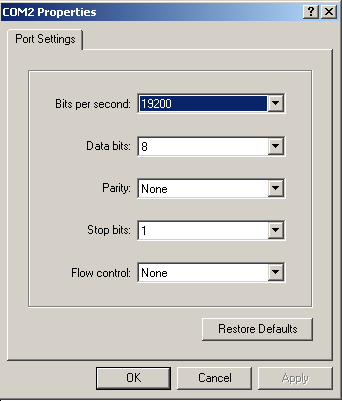 COM2 Properties
Port Settings
Bits per second: 19200
Data bits: 8
Parity: None
Stop bits: 1
Flow control: None
Restore Defaults
OK Cancel Apply